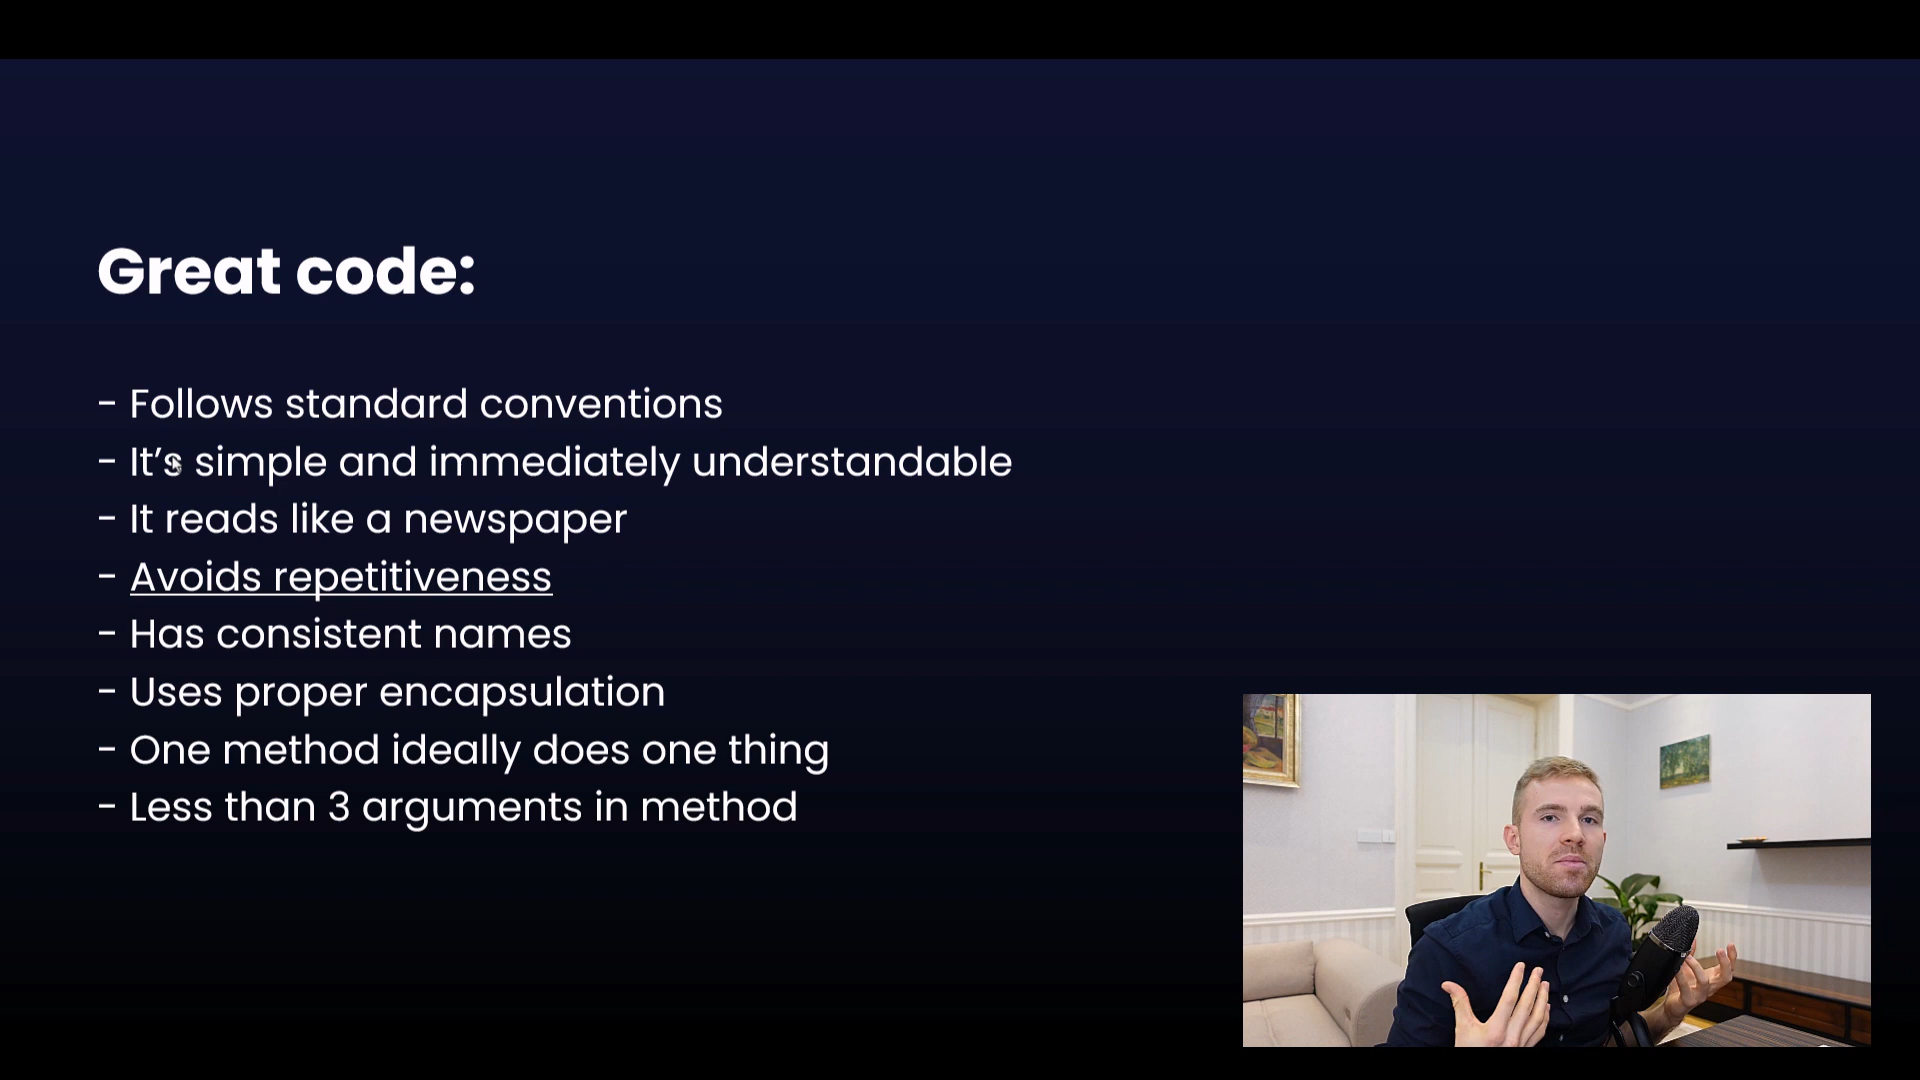 Great code:
- Follows standard conventions
- It’s simple and immediately understandable
- It reads like a newspaper
- Avoids repetitiveness
- Has consistent names
- Uses proper encapsulation
- One method ideally does one thing
- Less than 3 arguments in method